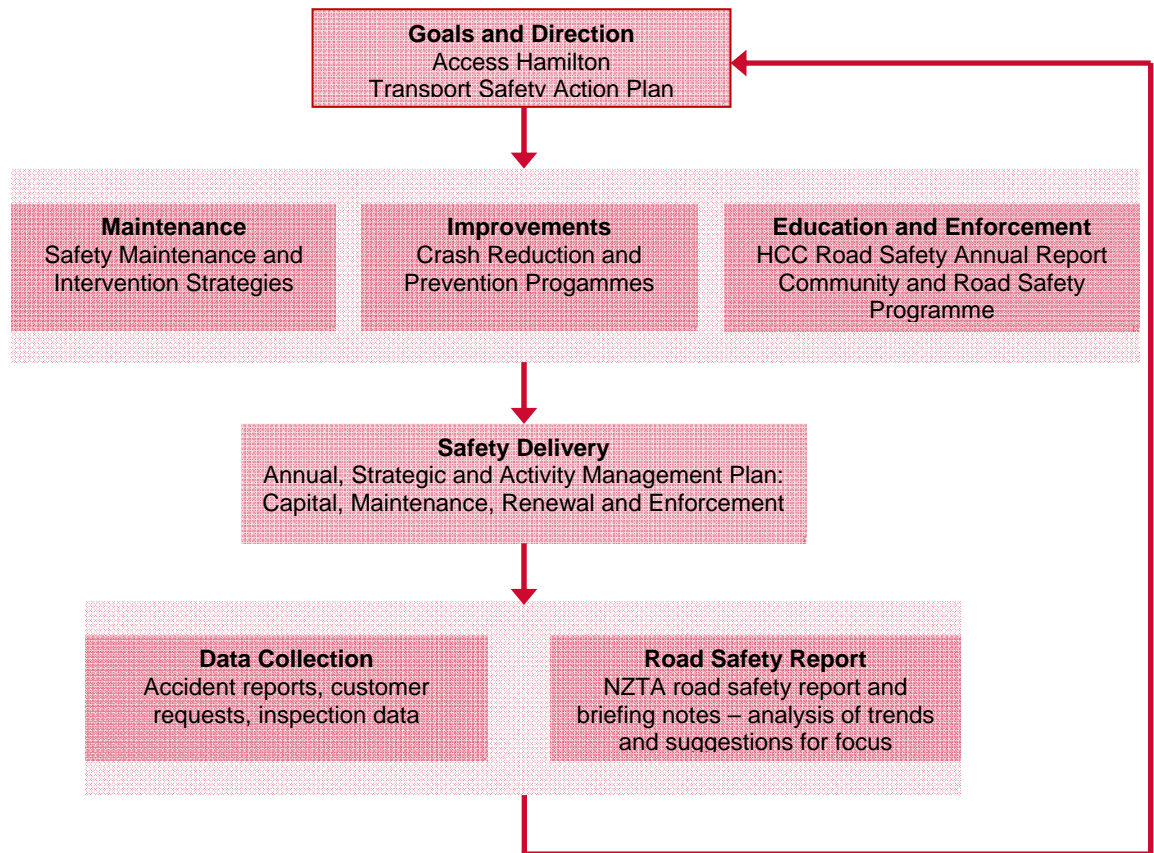 Goals and Direction
Access Hamilton
Transport Safety Action Plan
Maintenance
Safety Maintenance and
Intervention Strategies
Improvements
Crash Reduction and
Prevention Progammes
Education and Enforcement
HCC Road Safety Annual Report
Community and Road Safety
Programme
Safety Delivery
Annual, Strategic and Activity Management Plan:
Capital, Maintenance, Renewal and Enforcement
Data Collection
Accident reports, customer
requests, inspection data
Road Safety Report
NZTA road safety report and
briefing notes – analysis of trends
and suggestions for focus